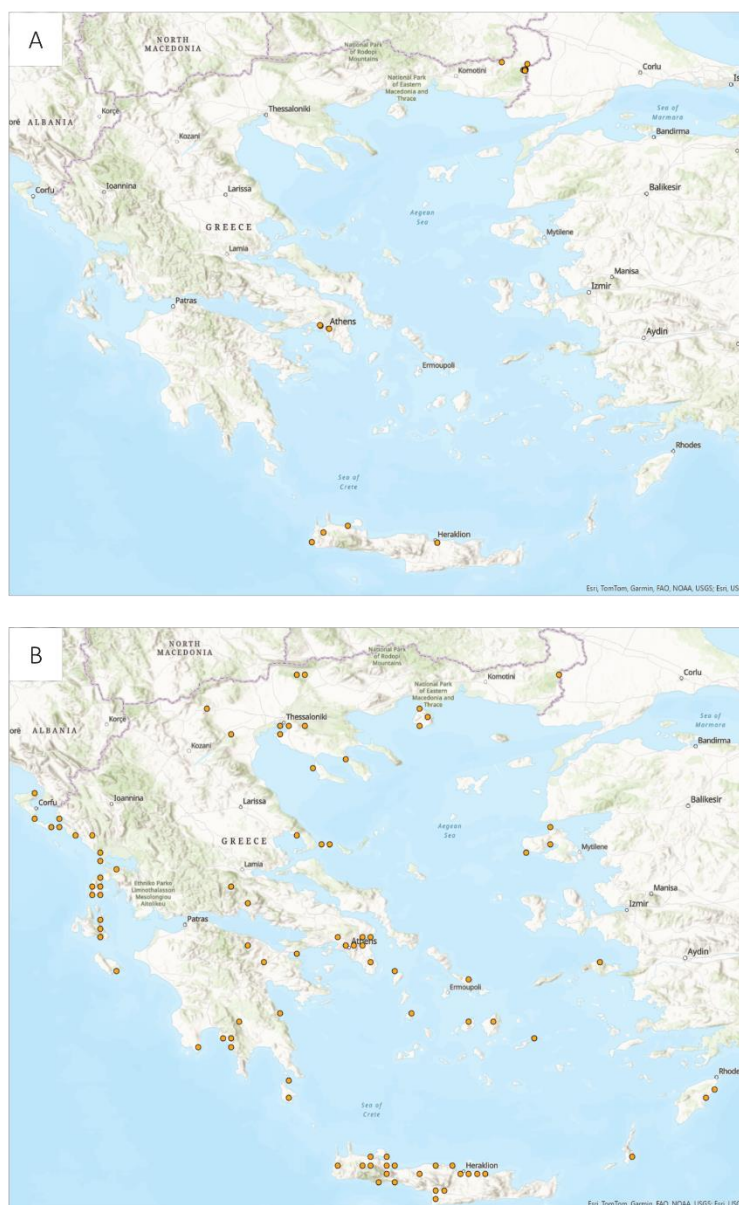 A
NORTH
MACEDONIA
National Park
of Rodopi
Mountains
National Park
of Eastern
Macedonia and
Thrace
Komotini
Corlu
Sea of
Marmara
Bandirma
Korçë
ALBANIA
Kozani
Thessaloniki
Corfu
Ioannina
Larissa
Aegean
Sea
Balikesir
GREECE
Mytilene
Lamia
Manisa
Izmir
Patras
Athens
Aydin
Ermoupoli
Rhodes
Sea of
Crete
Heraklion
Esri, TomTom, Garmin, FAO, NOAA, USGS; Esri, US
B
NORTH
MACEDONIA
National Park
of Rodopi
Mountains
National Park
of Eastern
Macedonia and
Thrace
Komotini
Corlu
Sea of
Marmara
Bandirma
Korçë
ALBANIA
Thessaloniki
Kozani
Corfu
Ioannina
Larissa
Aegean
Sea
Balikesir
GREECE
Mytilene
Lamia
Manisa
Izmir
Patras
Athens
Aydin
Ermoupoli
Rhode
Sea of
Crete
Heraklion
Esri, TomTom, Garmin, FAO, NOAA, USGS; Esri, US